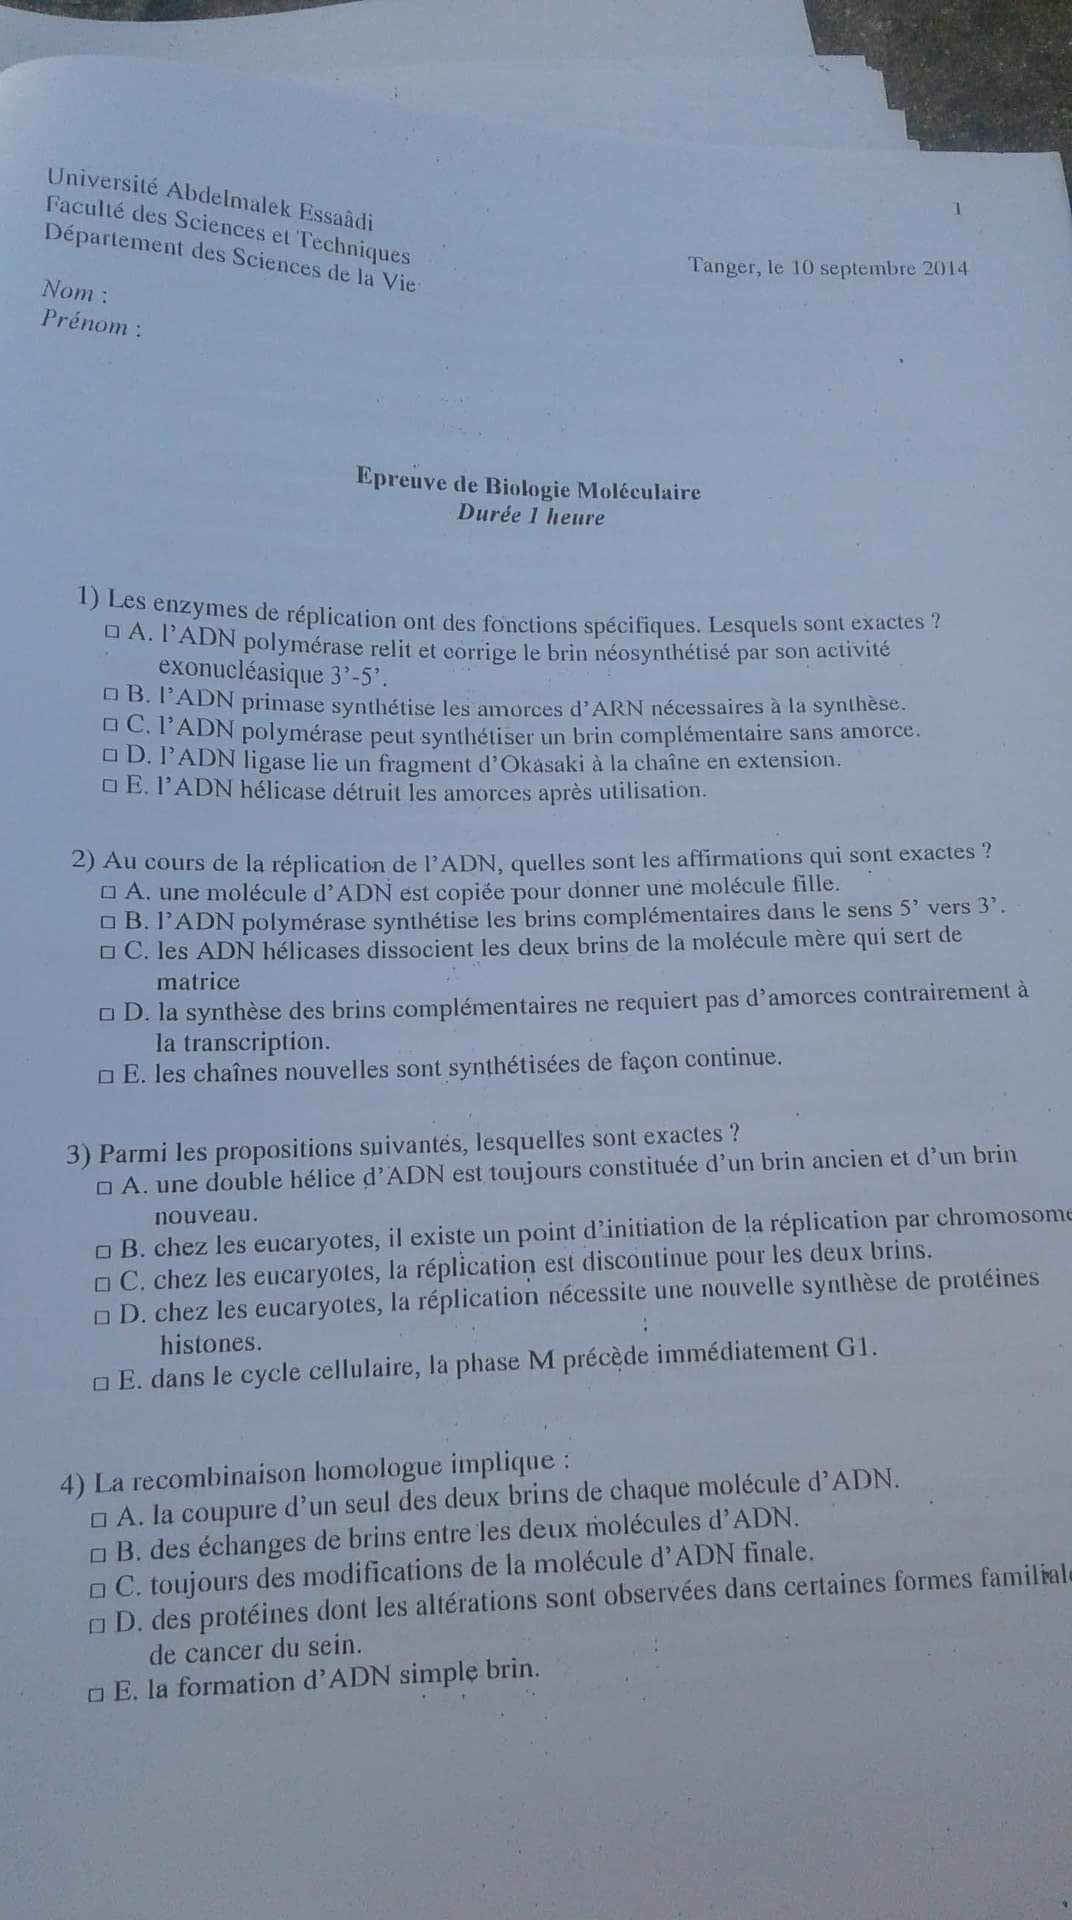 Université Abdelmalek Essaâdi
Faculté des Sciences et Techniques
Département des Sciences de la Vie
1
Tanger, le 10 septembre 2014
Nom :
Prénom :
Epreuve de Biologie Moléculaire
Durée 1 heure
1) Les enzymes de réplication ont des fonctions spécifiques. Lesquels sont exactes ?
□ A. l’ADN polymérase relit et corrige le brin néosynthétisé par son activité
exonucléasique 3’-5’.
□ B. l’ADN primase synthétise les amorces d’ARN nécessaires à la synthèse.
□ C. l’ADN polymérase peut synthétiser un brin complémentaire sans amorce.
□ D. l’ADN ligase lie un fragment d’Okasaki à la chaîne en extension.
□ E. l’ADN hélicase détruit les amorces après utilisation.
2) Au cours de la réplication de l’ADN, quelles sont les affirmations qui sont exactes ?
□ A. une molécule d’ADN est copiée pour donner une molécule fille.
□ B. l’ADN polymérase synthétise les brins complémentaires dans le sens 5’ vers 3’.
□ C. les ADN hélicases dissocient les deux brins de la molécule mère qui sert de
matrice
□ D. la synthèse des brins complémentaires ne requiert pas d’amorces contrairement à
la transcription.
□ E. les chaînes nouvelles sont synthétisées de façon continue.
3) Parmi les propositions suivantes, lesquelles sont exactes ?
□ A. une double hélice d’ADN est toujours constituée d’un brin ancien et d’un brin
nouveau.
□ B. chez les eucaryotes, il existe un point d’initiation de la réplication par chromosome
□ C. chez les eucaryotes, la réplication est discontinue pour les deux brins.
□ D. chez les eucaryotes, la réplication nécessite une nouvelle synthèse de protéines
histones.
□ E. dans le cycle cellulaire, la phase M précède immédiatement G1.
4) La recombinaison homologue implique :
□ A. la coupure d’un seul des deux brins de chaque molécule d’ADN.
□ B. des échanges de brins entre les deux molécules d’ADN.
□ C. toujours des modifications de la molécule d’ADN finale.
□ D. des protéines dont les altérations sont observées dans certaines formes familiale
de cancer du sein.
□ E. la formation d’ADN simple brin.